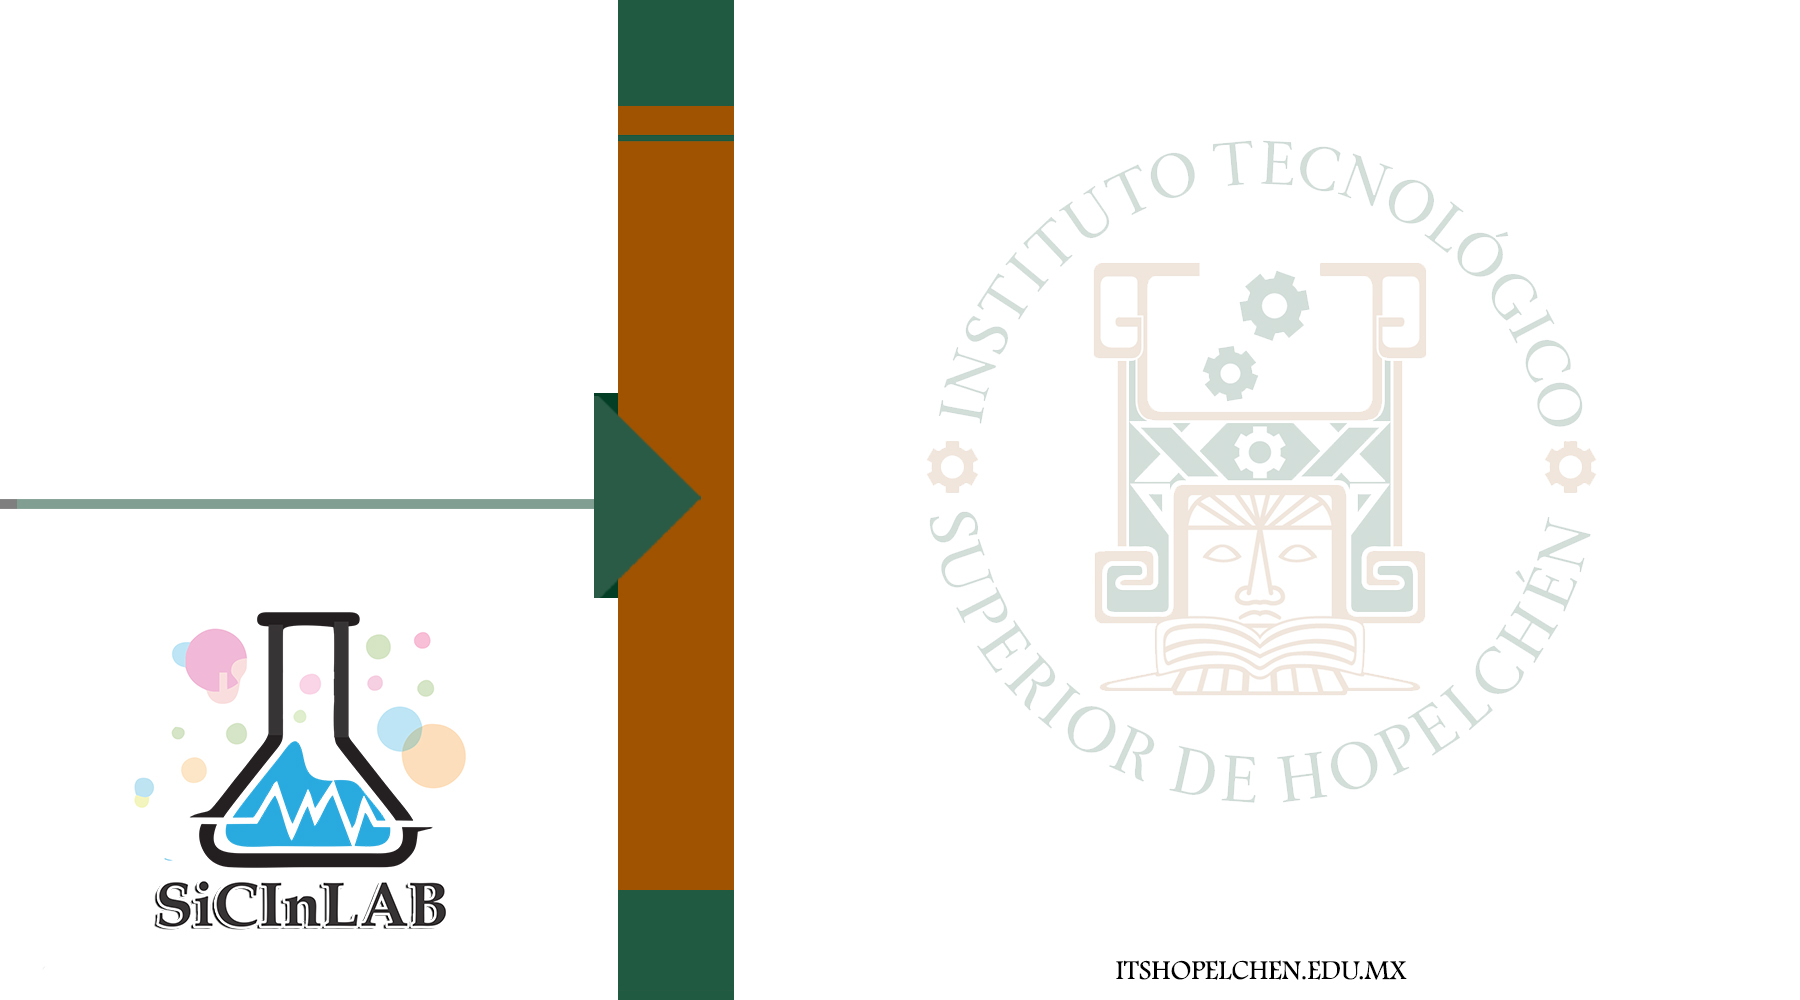 INSTITUTO TECNOLÓGICO
SUPERIOR DE HOPELCHÉN
SiCInLAB
ITSHOPELCHEN.EDU.MX